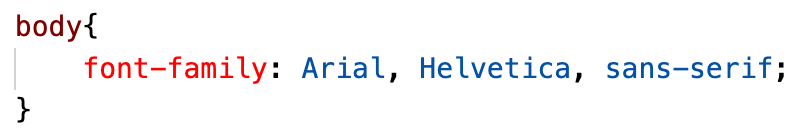 body{
    font-family: Arial, Helvetica, sans-serif;
}